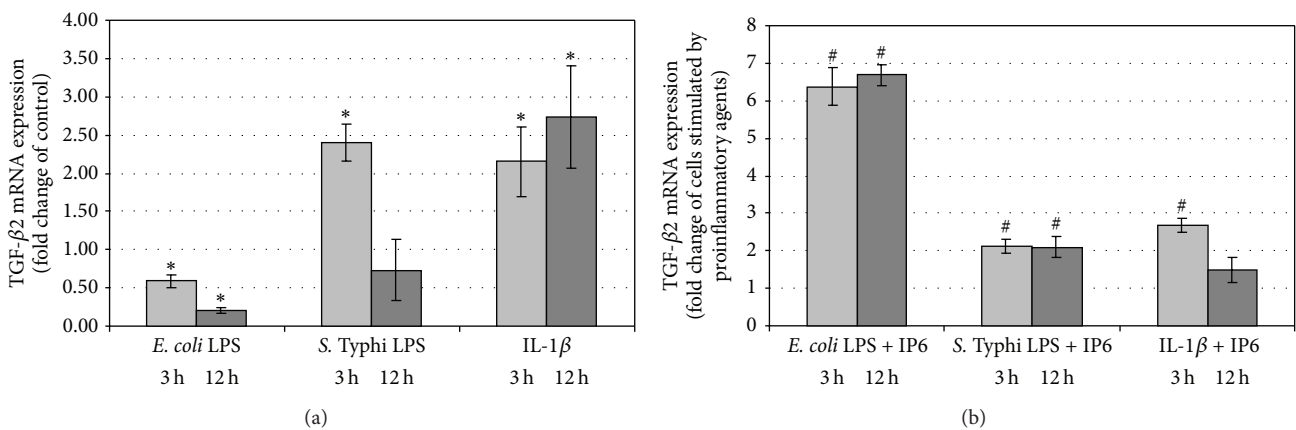 TGF-β2 mRNA expression
(fold change of control)
4.00
3.50
3.00
2.50
2.00
1.50
1.00
0.50
0.00
*
*
*
*
*
E. coli LPS
S. Typhi LPS
IL-1β
3 h
12 h
3 h
12 h
3 h
12 h
(a)
TGF-β2 mRNA expression
(fold change of cells stimulated by
proinflammatory agents)
8
7
6
5
4
3
2
1
0
#
#
#
#
#
E. coli LPS + IP6
S. Typhi LPS + IP6
IL-1β + IP6
3 h
12 h
3 h
12 h
3 h
12 h
(b)